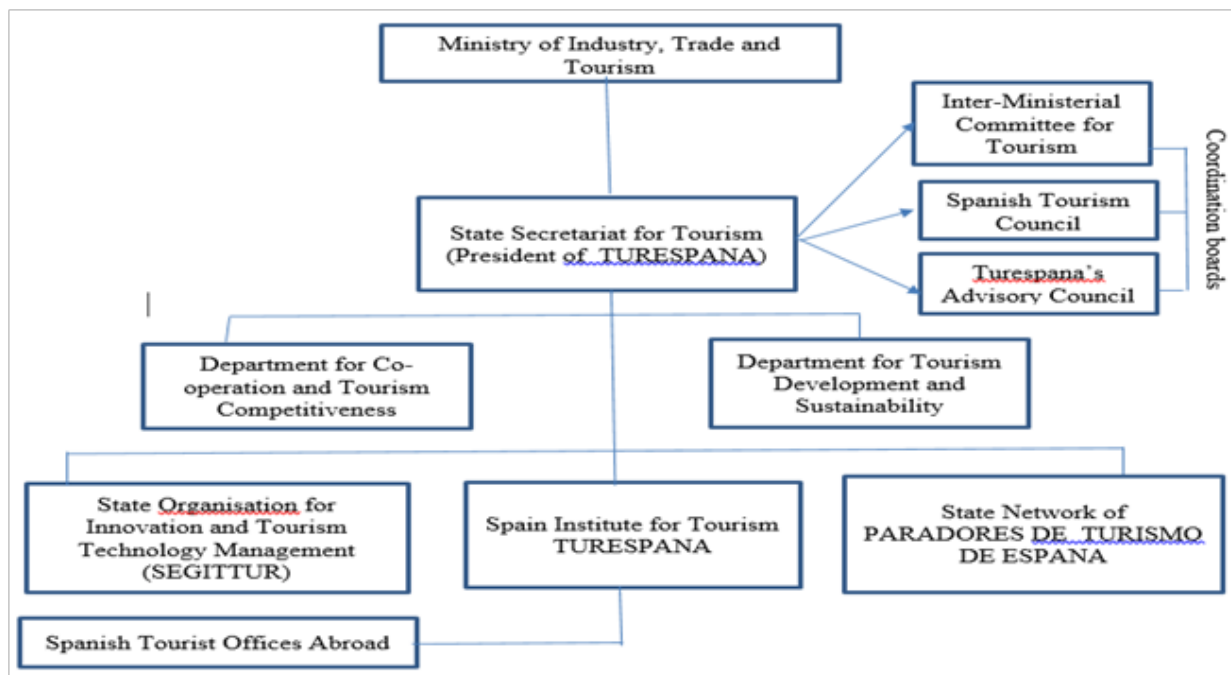 Ministry of Industry, Trade and
Tourism
Inter-Ministerial
Committee for
Tourism
Coordination boards
Spanish Tourism
Council
State Secretariat for Tourism
(President of TURESPANA)
Turespana's
Advisory Council
Department for Co-
operation and Tourism
Competitiveness
Department for Tourism
Development and
Sustainability
State Organisation for
Innovation and Tourism
Technology Management
(SEGITTUR)
Spain Institute for Tourism
TURESPANA
State Network of
PARADORES DE TURISMO
DE ESPANA
Spanish Tourist Offices Abroad